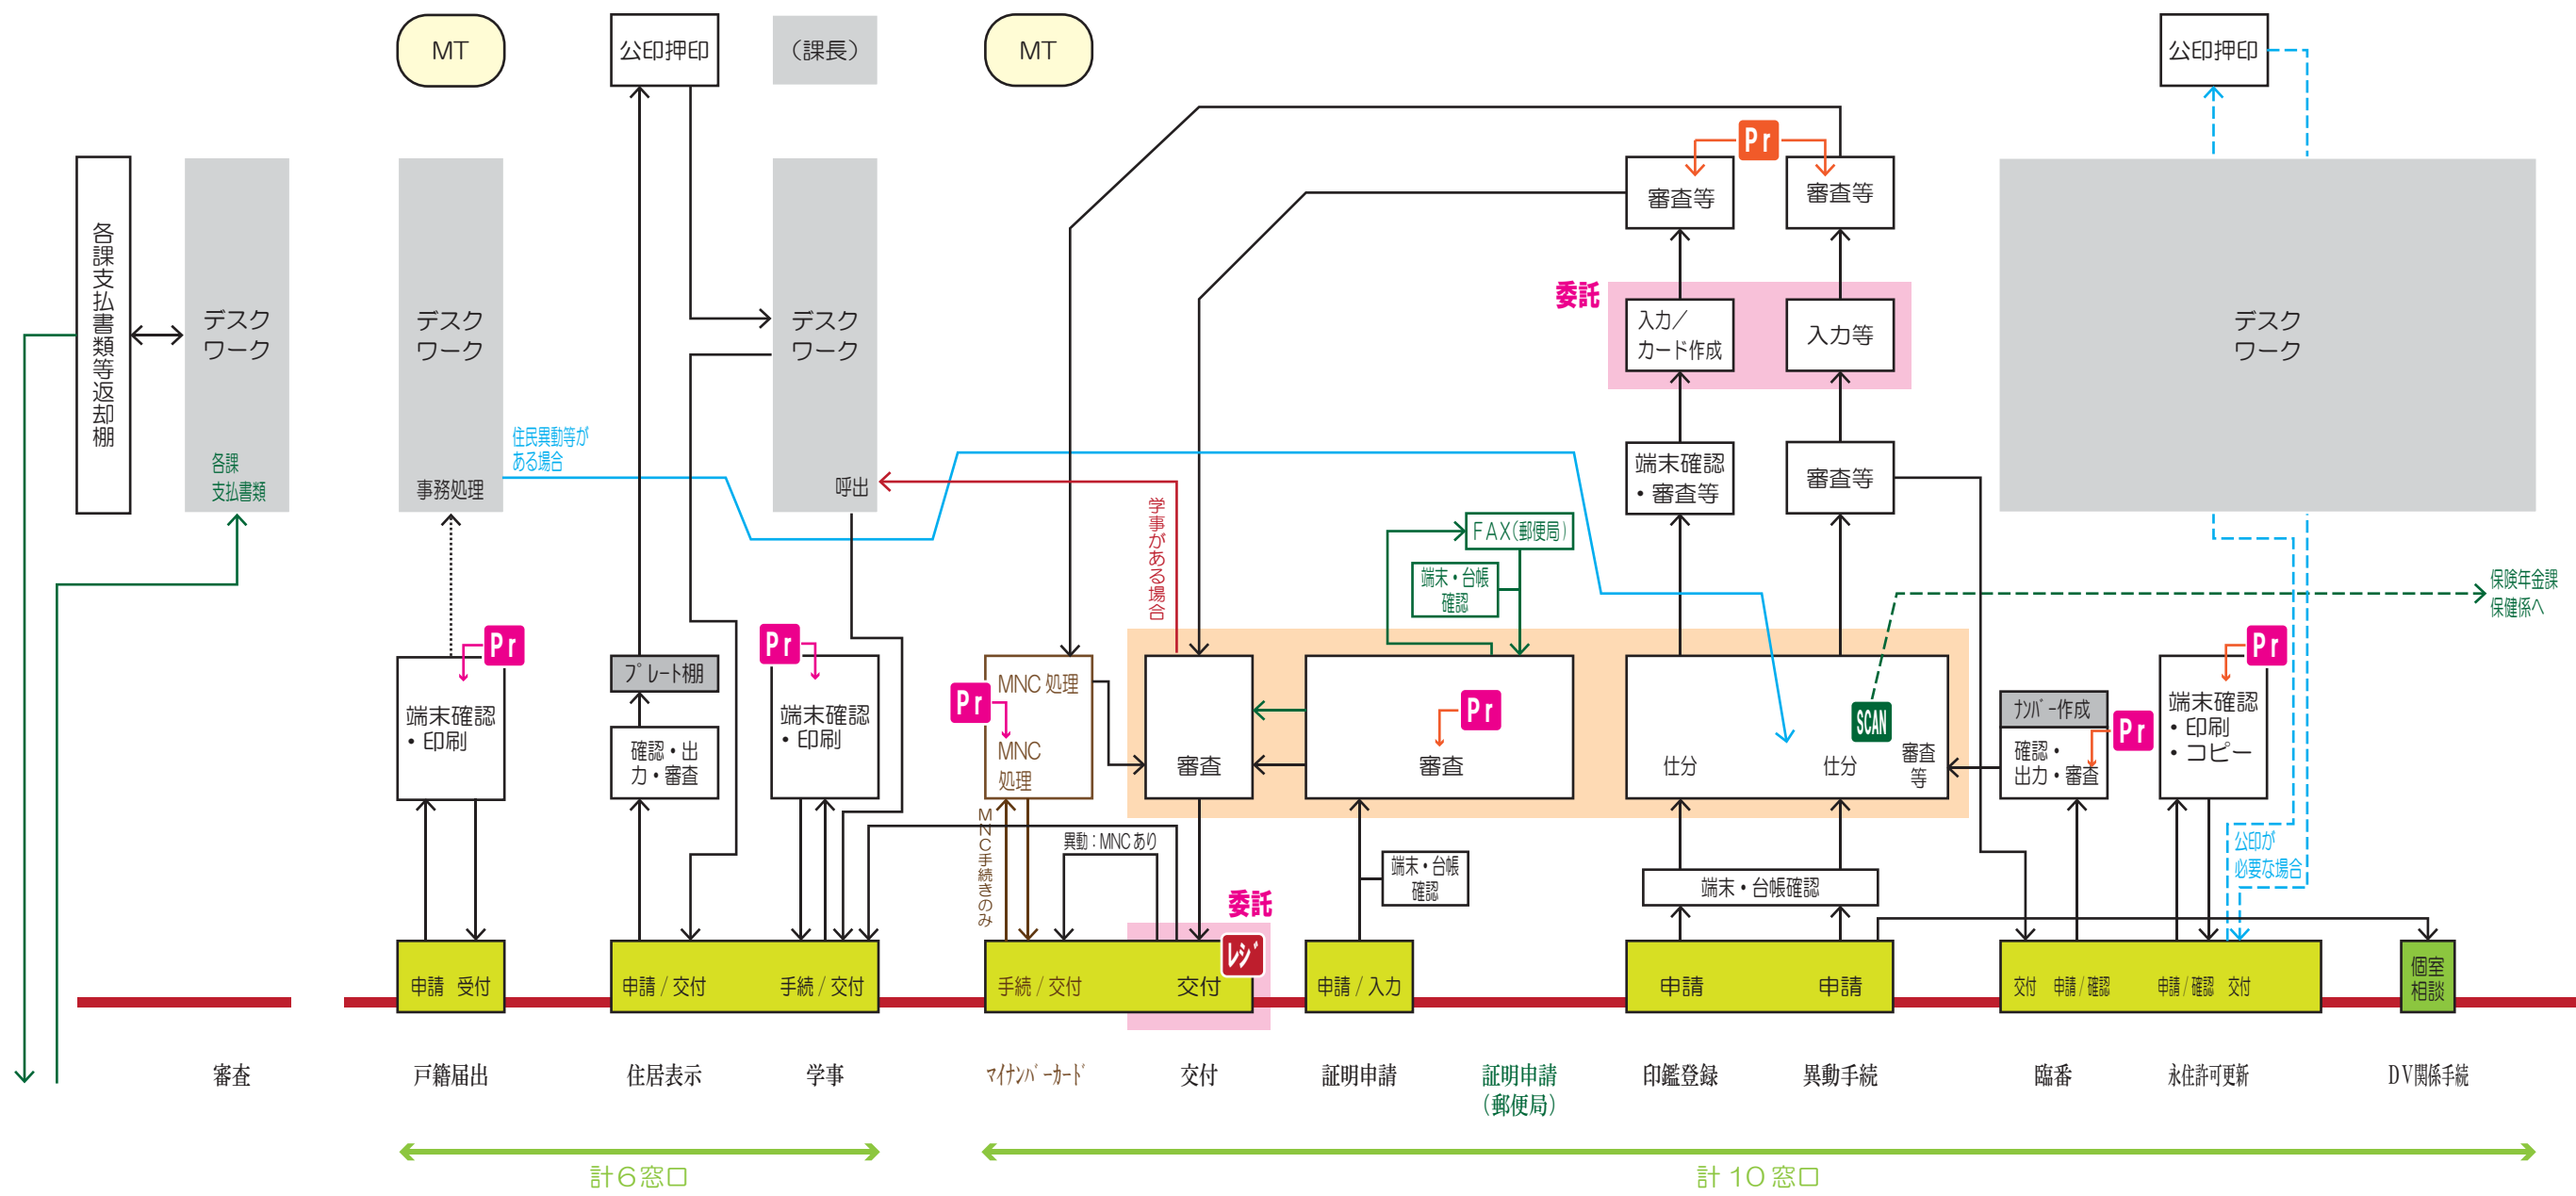 MT
公印押印
（課長）
MT
公印押印
Pr
審査等
審査等
各課支払書類等返却棚
デスク
ワーク
デスク
ワーク
デスク
ワーク
委託
入力／
カード作成
入力等
デスク
ワーク
各課
支払書類
事務処理
住民異動等が
ある場合
呼出
学事がある場合
端末確認
・審査等
審査等
FAX（郵便局）
端末・台帳
確認
保険年金課
保健係へ
Pr
端末確認
・印刷
プレート棚
確認・出
力・審査
Pr
端末確認
・印刷
Pr
MNC処理
MNC
処理
審査
Pr
審査
仕分
仕分
SCAN
審査
等
ナンバー作成
確認・
出力・審査
Pr
Pr
端末確認
・印刷
・コピー
MNC手続きのみ
異動：MNCあり
端末・台帳
確認
端末・台帳確認
公印が
必要な場合
委託
レジ
申請 受付
申請 / 交付
手続 / 交付
手続 / 交付
交付
申請 / 入力
申請
申請
交付 申請 / 確認
申請 / 確認 交付
個室
相談
審査
戸籍届出
住居表示
学事
マイナンバーカード
交付
証明申請
証明申請
（郵便局）
印鑑登録
異動手続
臨番
永住許可更新
DV関係手続
計６窓口
計 10 窓口